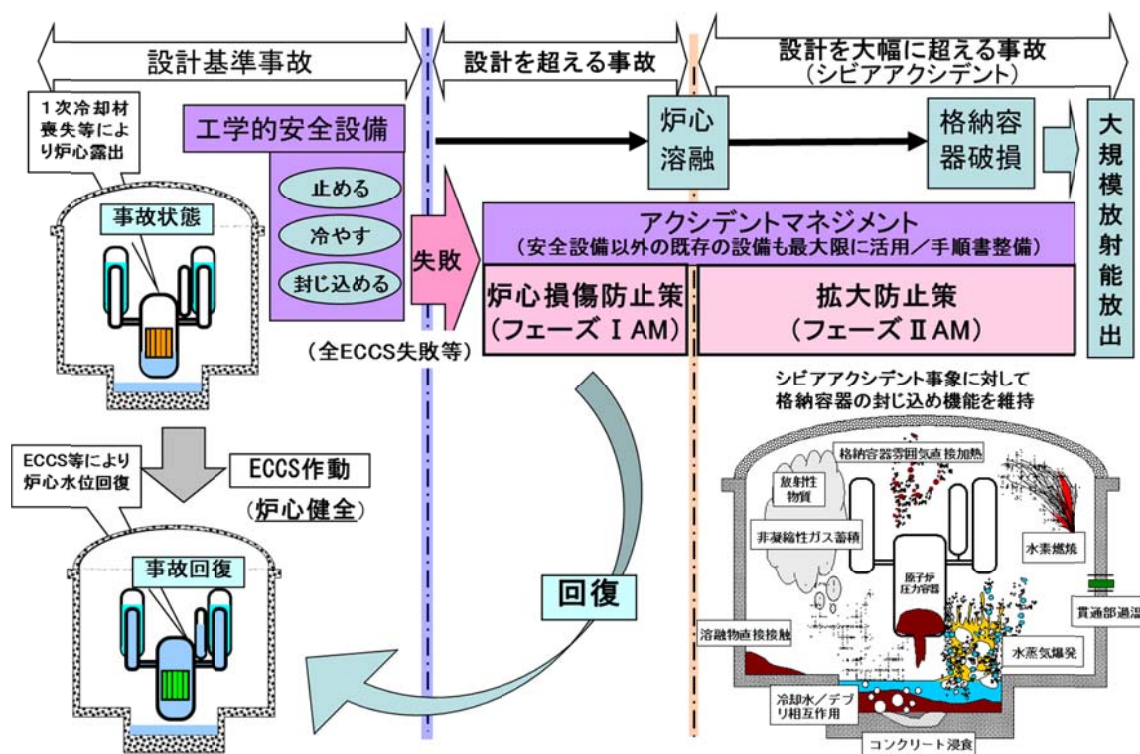 設計基準事故
設計を超える事故
設計を大幅に超える事故
(シビアアクシデント)
1次冷却材
喪失等によ
り炉心露出
工学的安全設備
止める
冷やす
封じ込める
事故状態
失敗
(全ECCS失敗等)
炉心
溶融
格納容
器破損
大規模放射能放出
アクシデントマネジメント
(安全設備以外の既存の設備も最大限に活用/手順書整備)
炉心損傷防止策
(フェーズⅠAM)
拡大防止策
(フェーズⅡAM)
ECCS等により
炉心水位回復
ECCS作動
(炉心健全)
事故回復
回復
シビアアクシデント事象に対して
格納容器の封じ込め機能を維持
格納容器雰囲気直接加熱
放射性
物質
非凝縮性ガス蓄積
水素燃焼
原子炉
圧力容器
貫通部過温
溶融物直接接触
水蒸気爆発
冷却水/デブ
リ相互作用
コンクリート浸食